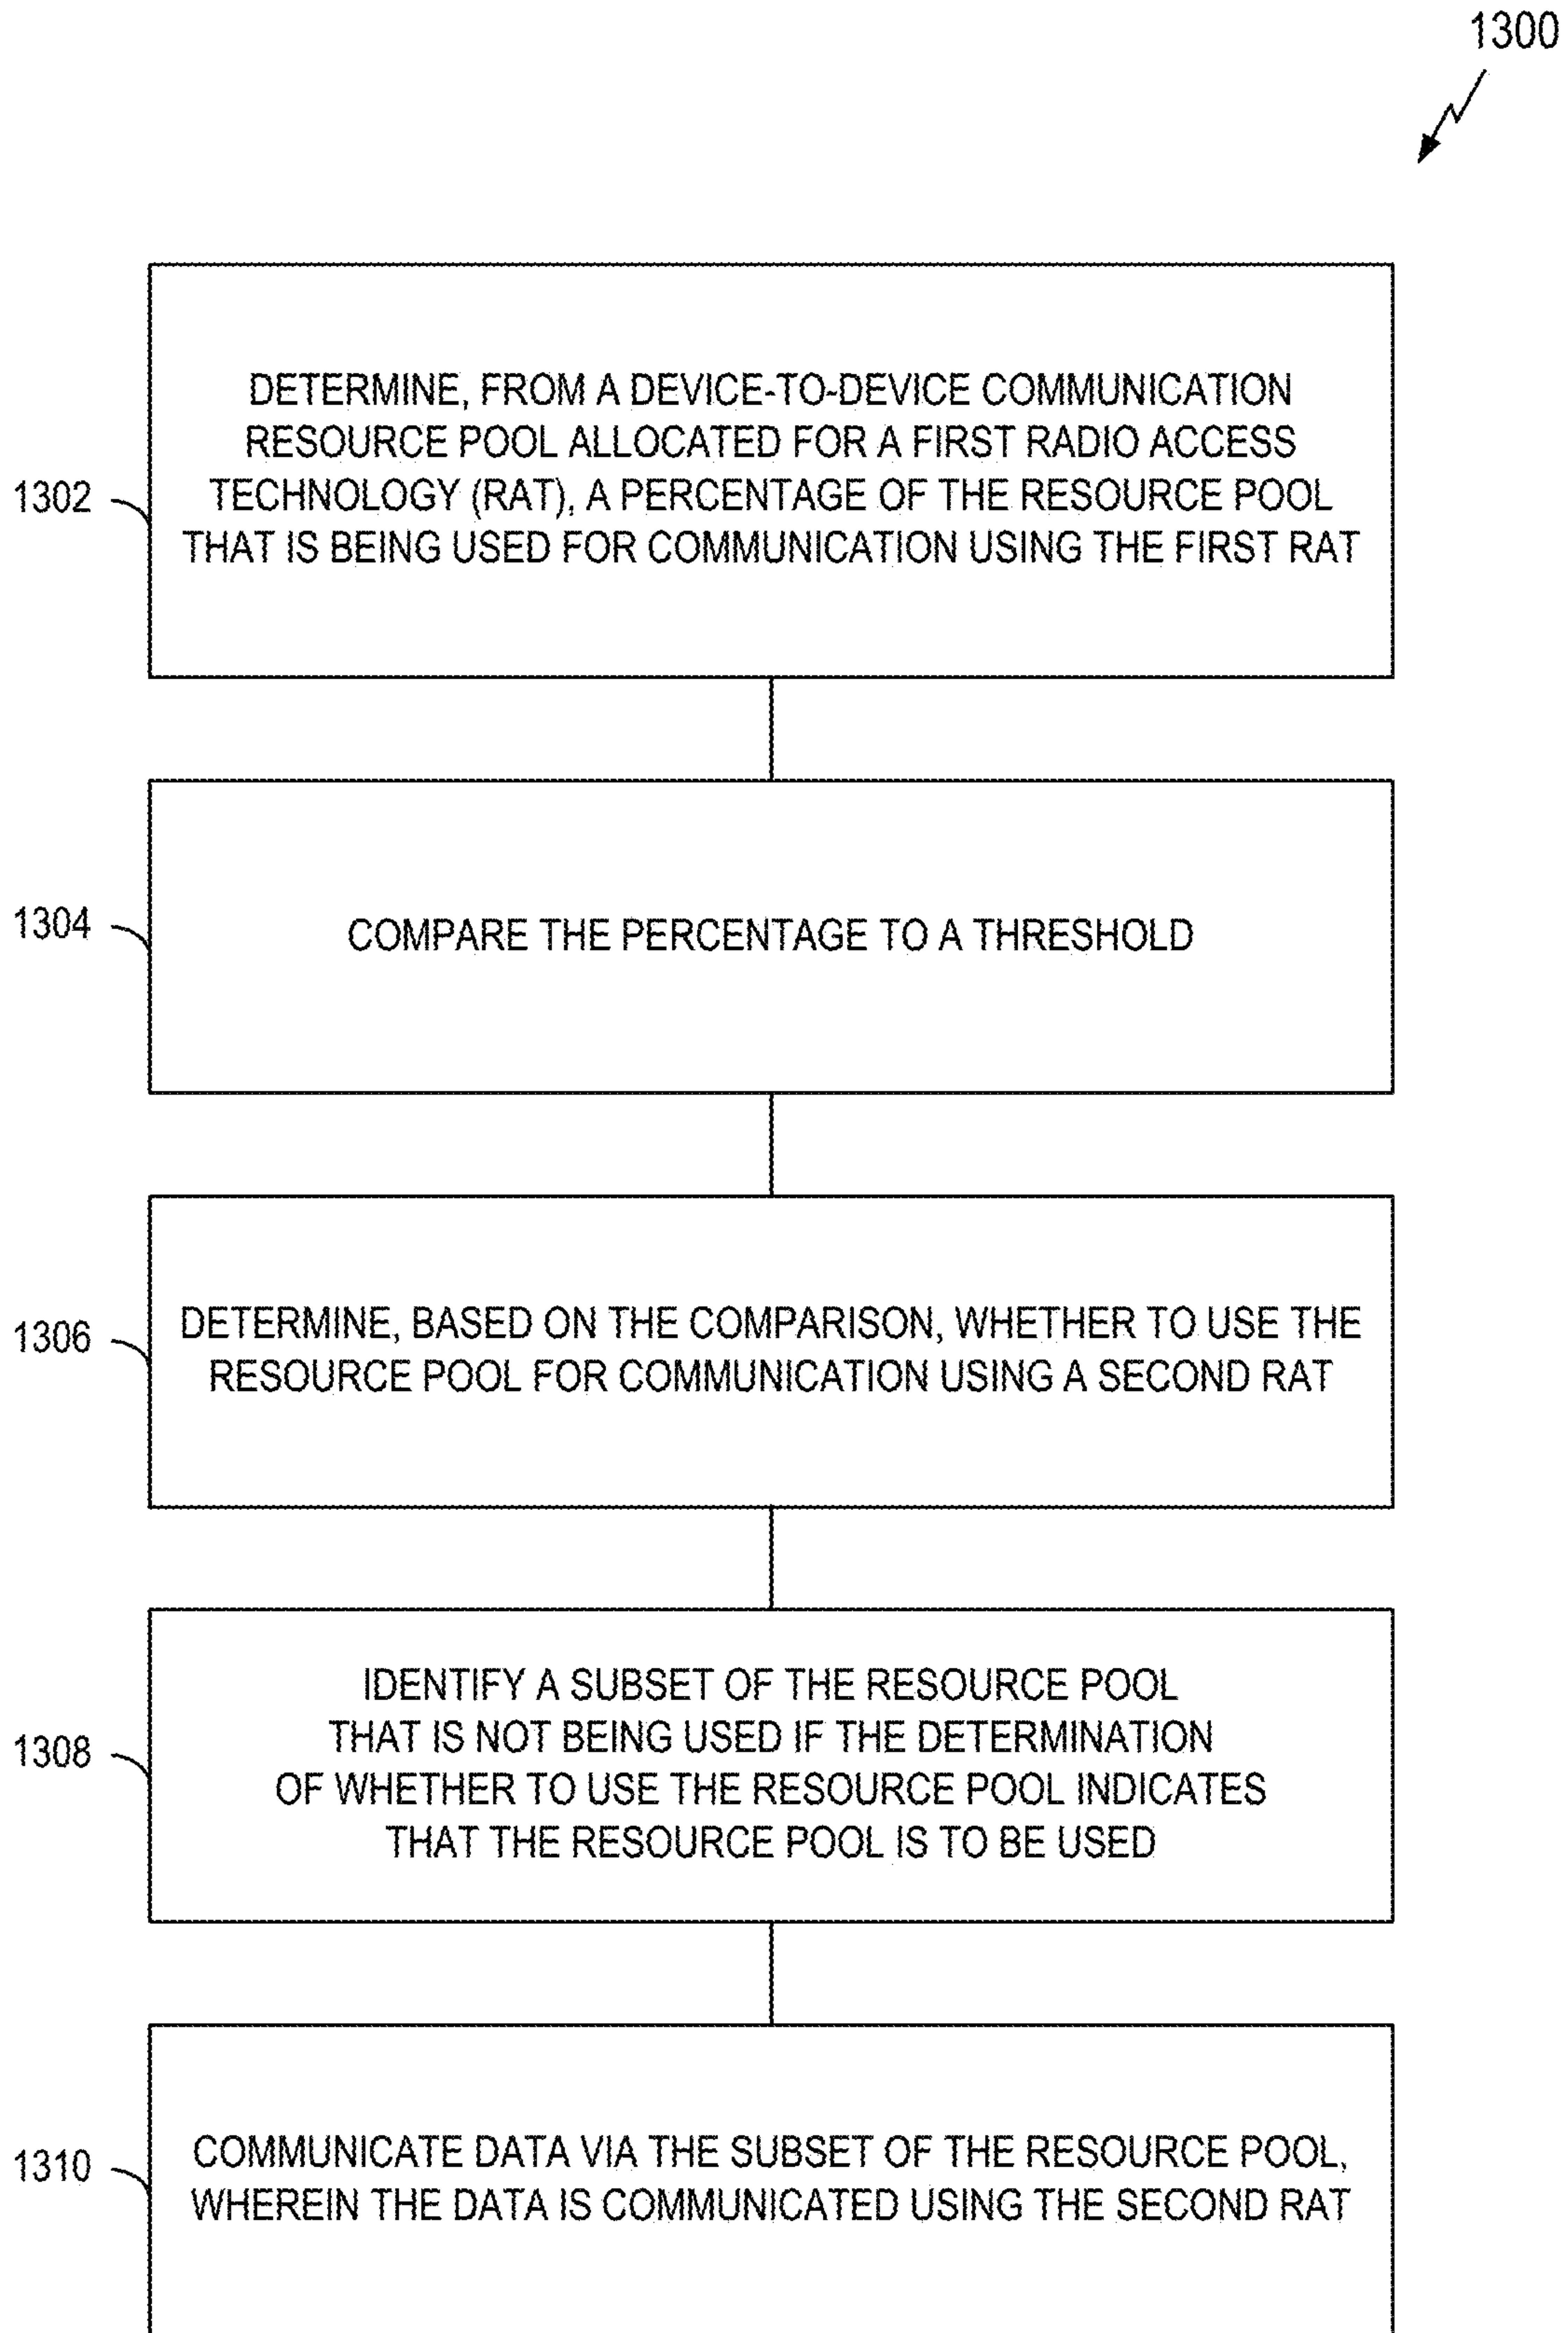 1300
DETERMINE, FROM A DEVICE-TO-DEVICE COMMUNICATION
RESOURCE POOL ALLOCATED FOR A FIRST RADIO ACCESS
TECHNOLOGY (RAT), A PERCENTAGE OF THE RESOURCE POOL
THAT IS BEING USED FOR COMMUNICATION USING THE FIRST RAT
1302
COMPARE THE PERCENTAGE TO A THRESHOLD
1304
DETERMINE, BASED ON THE COMPARISON, WHETHER TO USE THE
RESOURCE POOL FOR COMMUNICATION USING A SECOND RAT
1306
IDENTIFY A SUBSET OF THE RESOURCE POOL
THAT IS NOT BEING USED IF THE DETERMINATION
OF WHETHER TO USE THE RESOURCE POOL INDICATES
THAT THE RESOURCE POOL IS TO BE USED
1308
COMMUNICATE DATA VIA THE SUBSET OF THE RESOURCE POOL,
WHEREIN THE DATA IS COMMUNICATED USING THE SECOND RAT
1310